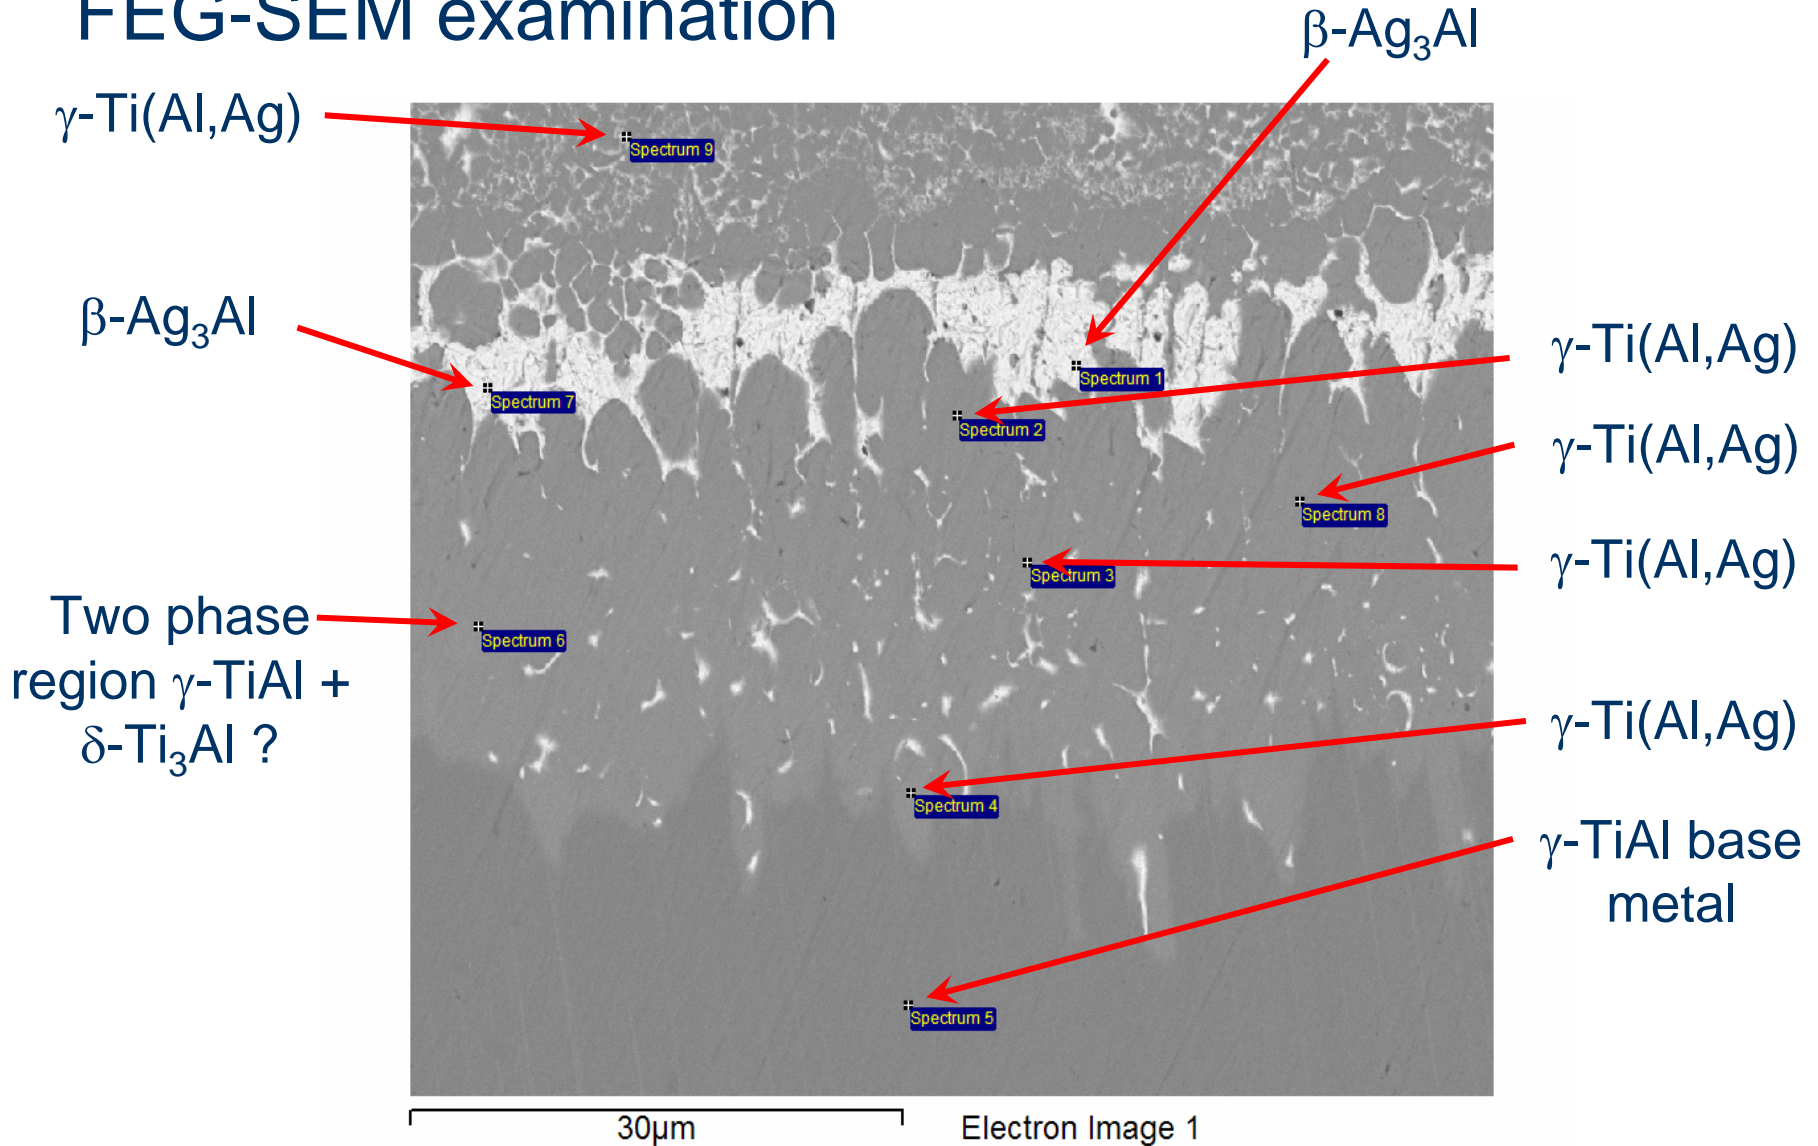 FEG-SEM examination
β-Ag₃Al
γ-Ti(Al,Ag)
Spectrum 9
β-Ag₃Al
γ-Ti(Al,Ag)
Spectrum 1
Spectrum 7
Spectrum 2
γ-Ti(Al,Ag)
Spectrum 8
γ-Ti(Al,Ag)
Spectrum 3
Two phase
region γ-TiAl +
δ-Ti₃Al ?
Spectrum 6
γ-Ti(Al,Ag)
Spectrum 4
γ-TiAl base
metal
Spectrum 5
30μm
Electron Image 1